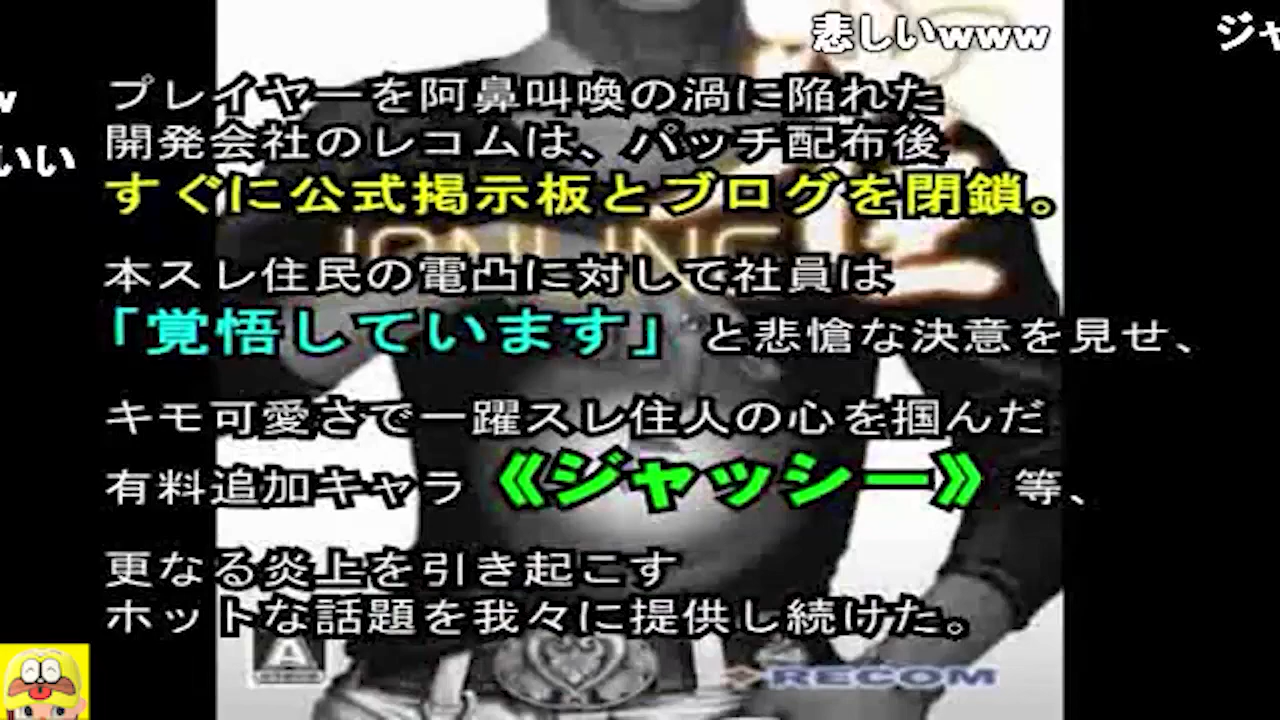 悲しいwww
ジャ
w
プレイヤーを阿鼻叫喚の渦に陥れた
開発会社のレコムは、パッチ配布後
いい
すぐに公式掲示板とブログを閉鎖。
本スレ住民の電凸に対して社員は
「覚悟しています」と悲愴な決意を見せ、
キモ可愛さで一躍スレ住人の心を掴んだ
有料追加キャラ《ジャッシー》等、
更なる炎上を引き起こす
ホットな話題を我々に提供し続けた。
A
RECOM